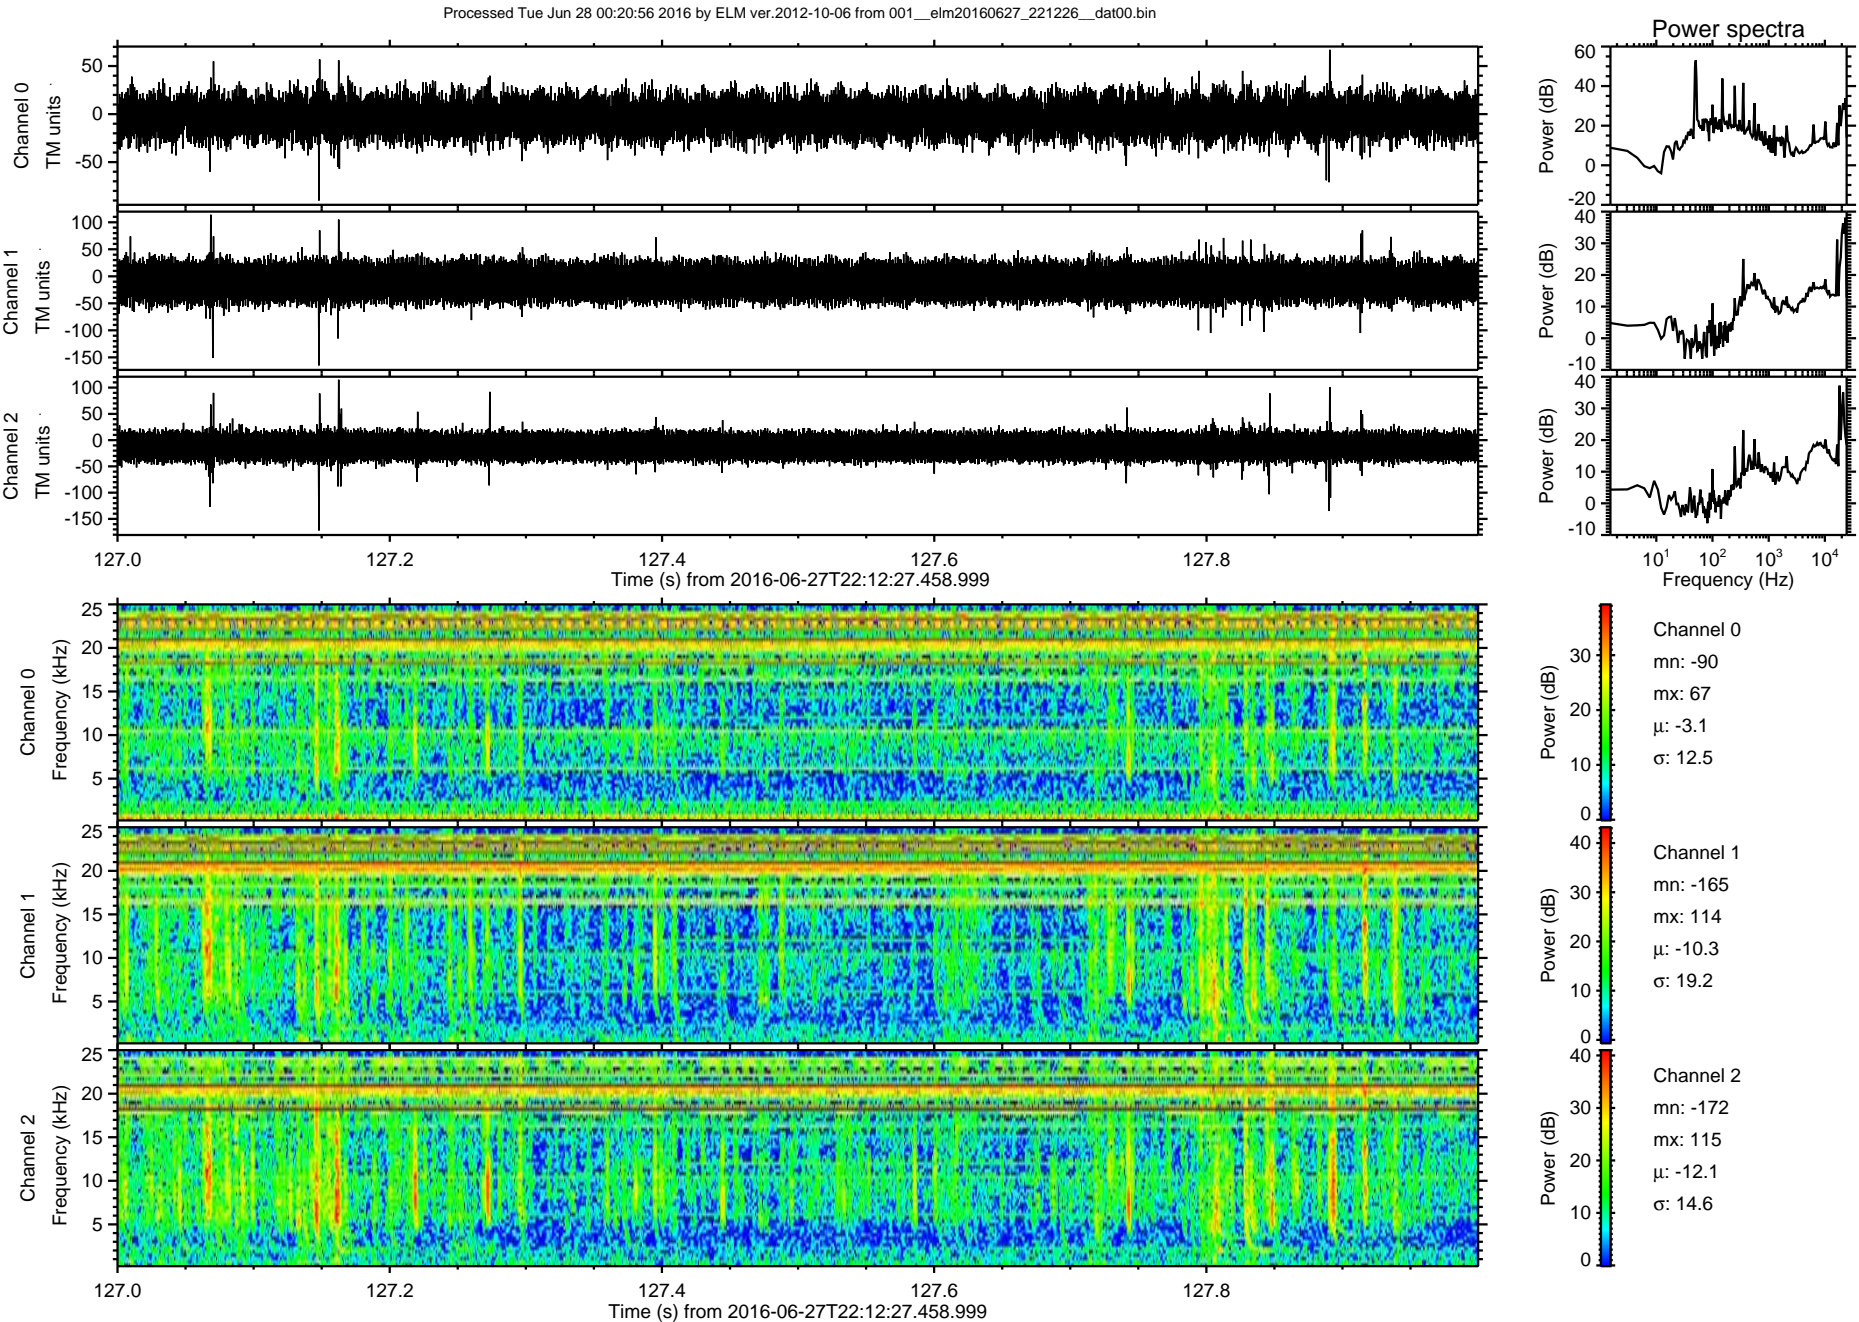 Processed Tue Jun 28 00:20:56 2016 by ELM ver.2012-10-06 from 001__elm20160627_221226__dat00.bin
Power spectra
Channel 0
TM units
50
0
-50
Power (dB)
60
40
20
0
-20
Channel 1
TM units
100
50
0
-50
-100
-150
Power (dB)
40
30
20
10
0
-10
Channel 2
TM units
100
50
0
-50
-100
-150
Power (dB)
40
30
20
10
0
-10
127.0 127.2 127.4 127.6 127.8
Time (s) from 2016-06-27T22:12:27.458.999
10¹ 10² 10³ 10⁴
Frequency (Hz)
Channel 0
Frequency (kHz)
25
20
15
10
5
Power (dB)
30
20
10
0
Channel 0
mn: -90
mx: 67
µ: -3.1
σ: 12.5
Channel 1
Frequency (kHz)
25
20
15
10
5
Power (dB)
40
30
20
10
0
Channel 1
mn: -165
mx: 114
µ: -10.3
σ: 19.2
Channel 2
Frequency (kHz)
25
20
15
10
5
Power (dB)
40
30
20
10
0
Channel 2
mn: -172
mx: 115
µ: -12.1
σ: 14.6
127.0 127.2 127.4 127.6 127.8
Time (s) from 2016-06-27T22:12:27.458.999